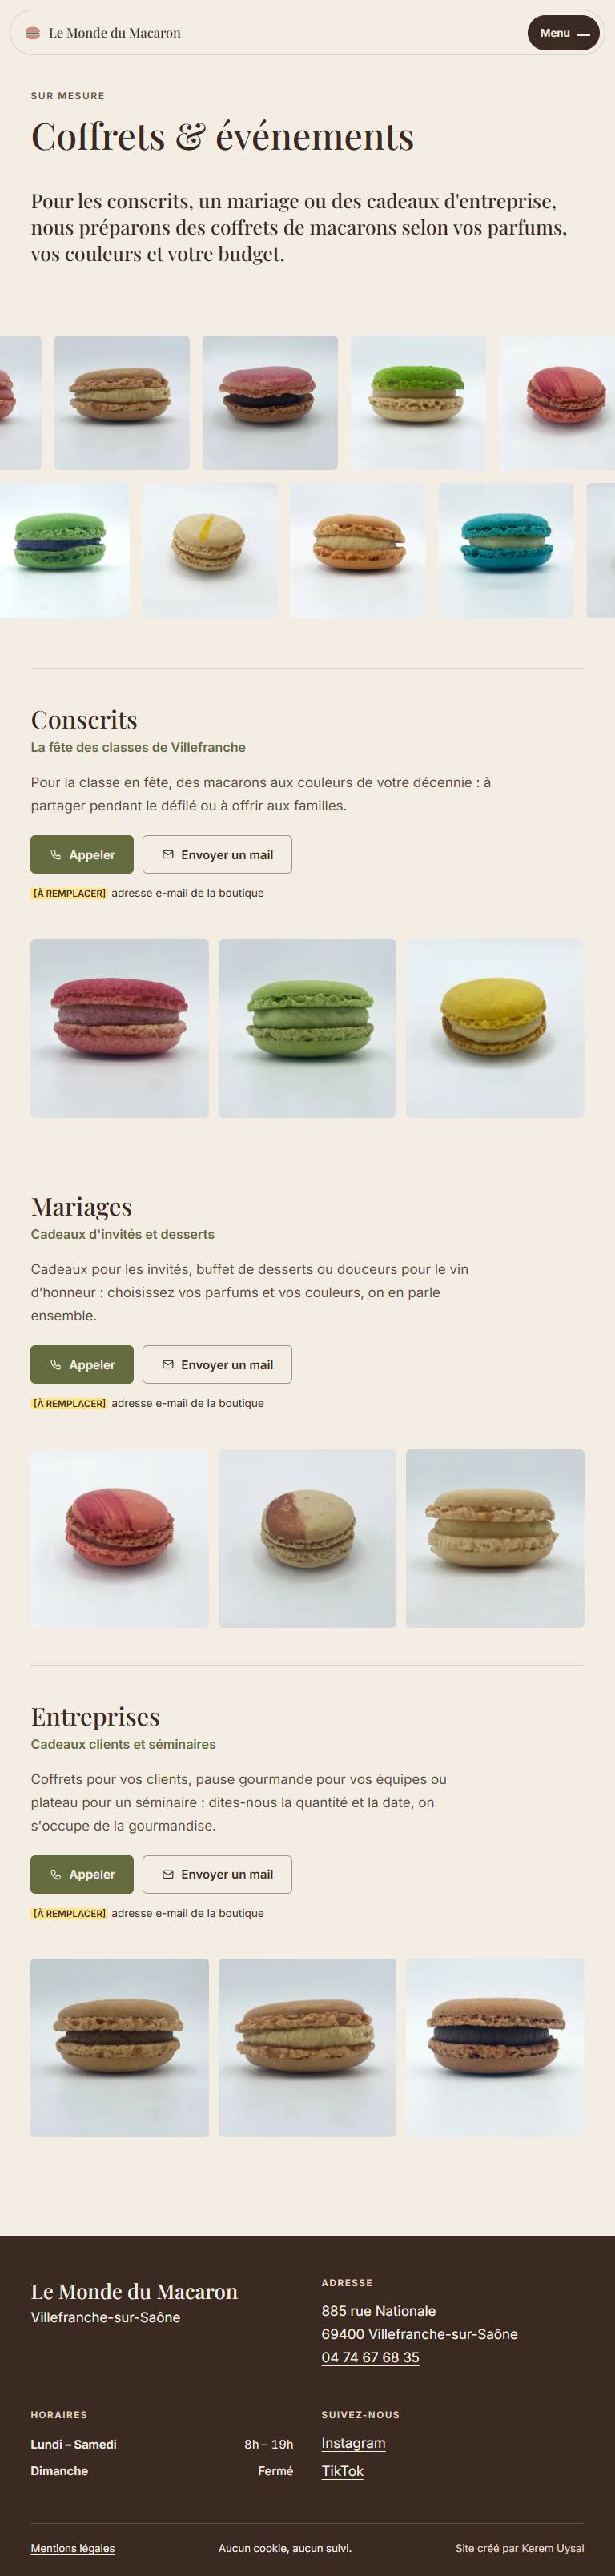 Le Monde du Macaron
Menu
SUR MESURE
Coffrets & événements
Pour les conscrits, un mariage ou des cadeaux d'entreprise,
nous préparons des coffrets de macarons selon vos parfums,
vos couleurs et votre budget.
Conscrits
La fête des classes de Villefranche
Pour la classe en fête, des macarons aux couleurs de votre décennie : à
partager pendant le défilé ou à offrir aux familles.
Appeler
Envoyer un mail
[À REMPLACER] adresse e-mail de la boutique
Mariages
Cadeaux d'invités et desserts
Cadeaux pour les invités, buffet de desserts ou douceurs pour le vin
d'honneur : choisissez vos parfums et vos couleurs, on en parle
ensemble.
Appeler
Envoyer un mail
[À REMPLACER] adresse e-mail de la boutique
Entreprises
Cadeaux clients et séminaires
Coffrets pour vos clients, pause gourmande pour vos équipes ou
plateau pour un séminaire : dites-nous la quantité et la date, on
s'occupe de la gourmandise.
Appeler
Envoyer un mail
[À REMPLACER] adresse e-mail de la boutique
Le Monde du Macaron
Villefranche-sur-Saône
ADRESSE
885 rue Nationale
69400 Villefranche-sur-Saône
04 74 67 68 35
HORAIRES
Lundi – Samedi 8h – 19h
Dimanche Fermé
SUIVEZ-NOUS
Instagram
TikTok
Mentions légales
Aucun cookie, aucun suivi.
Site créé par Kerem Uysal